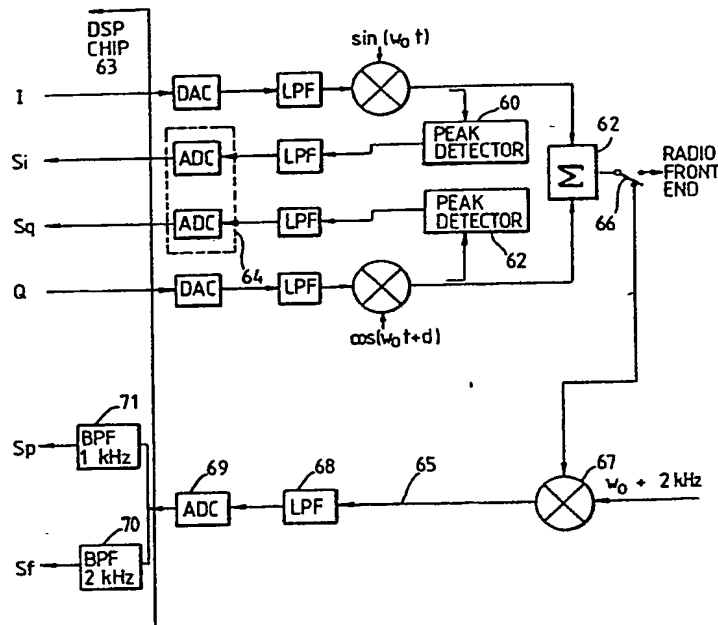 DSP
CHIP
63
sin (w₀ t)
I
DAC
LPF
60
PEAK
DETECTOR
Si
ADC
LPF
62
Σ
RADIO
FRONT
END
66
Sq
ADC
LPF
PEAK
DETECTOR
62
64
Q
DAC
LPF
cos(w₀ t+d)
71
Sp
BPF
1 kHz
69
ADC
68
LPF
65
67
w₀ + 2 kHz
70
Sf
BPF
2 kHz